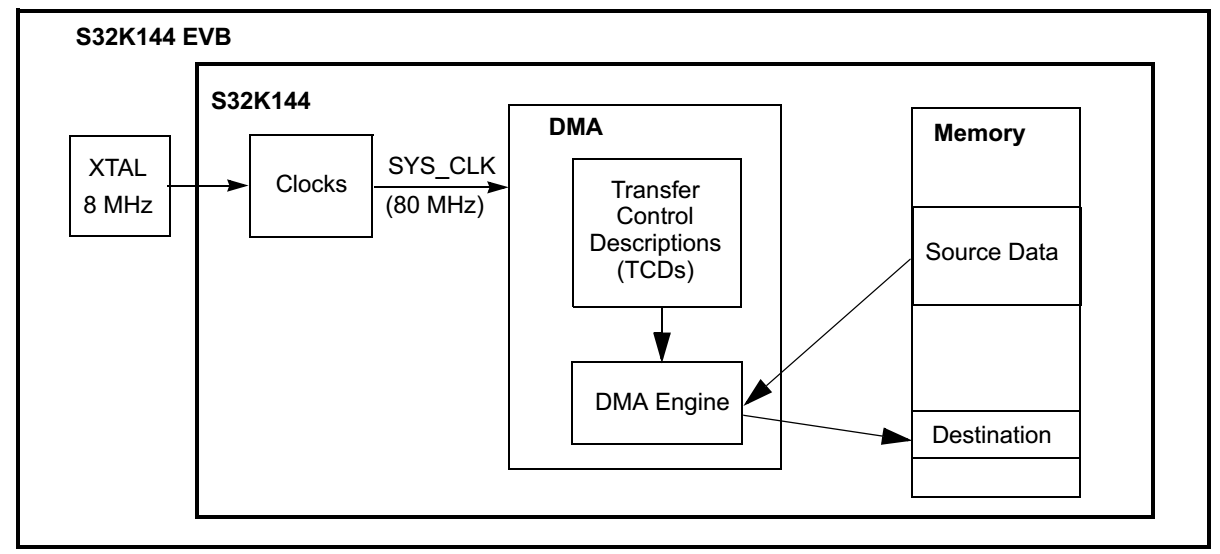 S32K144 EVB
S32K144
XTAL
8 MHz
Clocks
SYS_CLK
(80 MHz)
DMA
Transfer
Control
Descriptions
(TCDs)
DMA Engine
Memory
Source Data
Destination